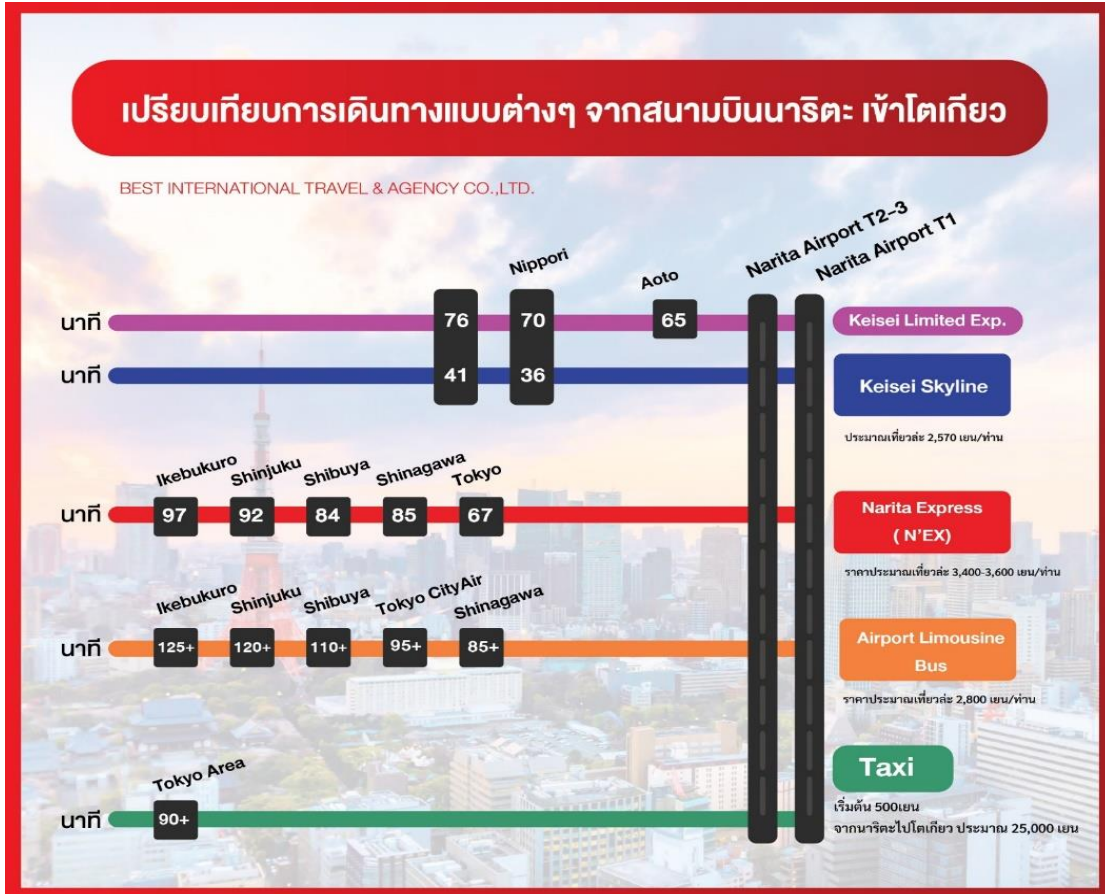 เปรียบเทียบการเดินทางแบบต่างๆ จากสนามบินนาริตะ เข้าโตเกียว
BEST INTERNATIONAL TRAVEL & AGENCY CO.,LTD.
Narita Airport T2-3
Narita Airport T1
Nippori
Aoto
นาที
76
70
65
Keisei Limited Exp.
นาที
41
36
Keisei Skyline
ประมาณเที่ยวล่ะ 2,570 เยน/ท่าน
Ikebukuro
Shinjuku
Shibuya
Shinagawa
Tokyo
นาที
97
92
84
85
67
Narita Express
( N'EX)
ราคาประมาณเที่ยวล่ะ 3,400-3,600 เยน/ท่าน
Ikebukuro
Shinjuku
Shibuya
Tokyo CityAir
Shinagawa
นาที
125+
120+
110+
95+
85+
Airport Limousine
Bus
ราคาประมาณเที่ยวล่ะ 2,800 เยน/ท่าน
Tokyo Area
นาที
90+
Taxi
เริ่มต้น 500เยน
จากนาริตะไปโตเกียว ประมาณ 25,000 เยน